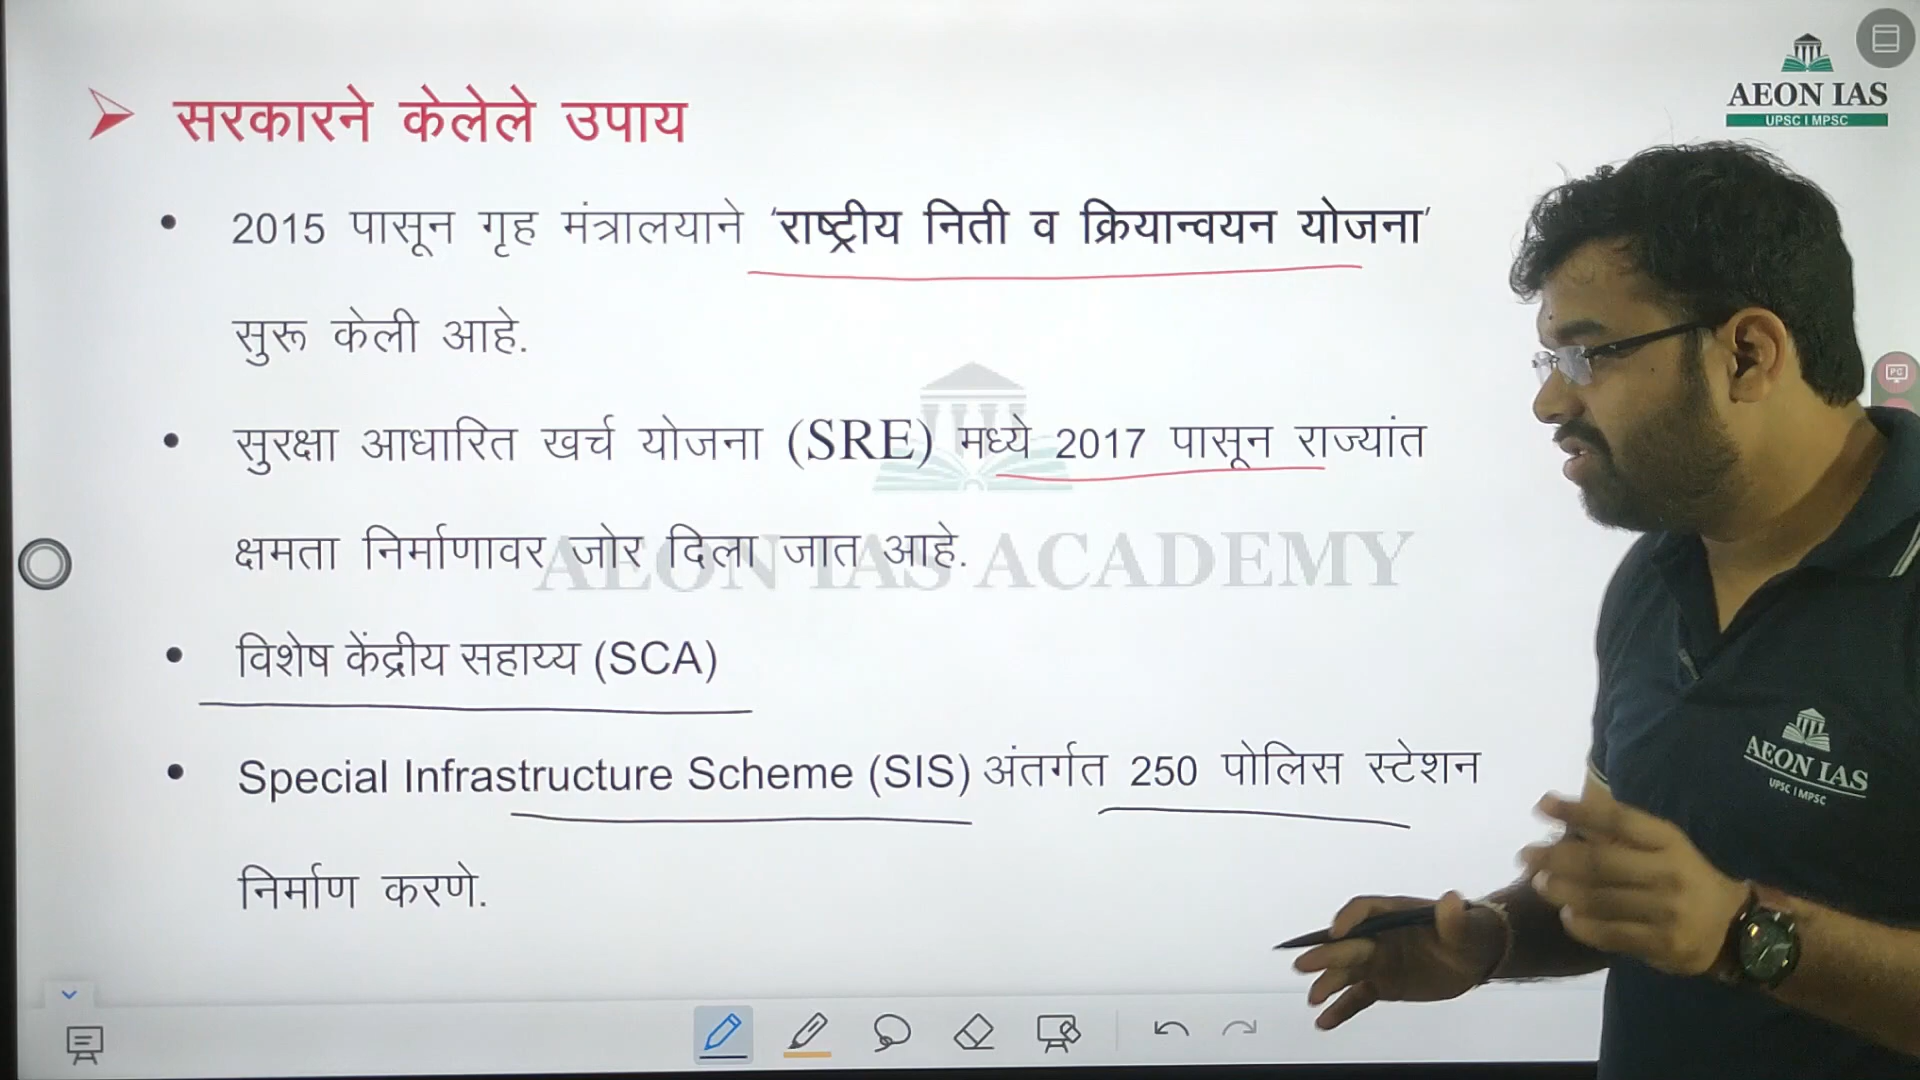 AEON IAS
UPSC | MPSC
सरकारने केलेले उपाय
• 2015 पासून गृह मंत्रालयाने 'राष्ट्रीय निती व क्रियान्वयन योजना'
सुरू केली आहे.
• सुरक्षा आधारित खर्च योजना (SRE) मध्ये 2017 पासून राज्यांत
क्षमता निर्माणावर जोर दिला जात आहे.
AEON IAS ACADEMY
• विशेष केंद्रीय सहाय्य (SCA)
• Special Infrastructure Scheme (SIS) अंतर्गत 250 पोलिस स्टेशन
निर्माण करणे.
AEON IAS
UPSC | MPSC
PC